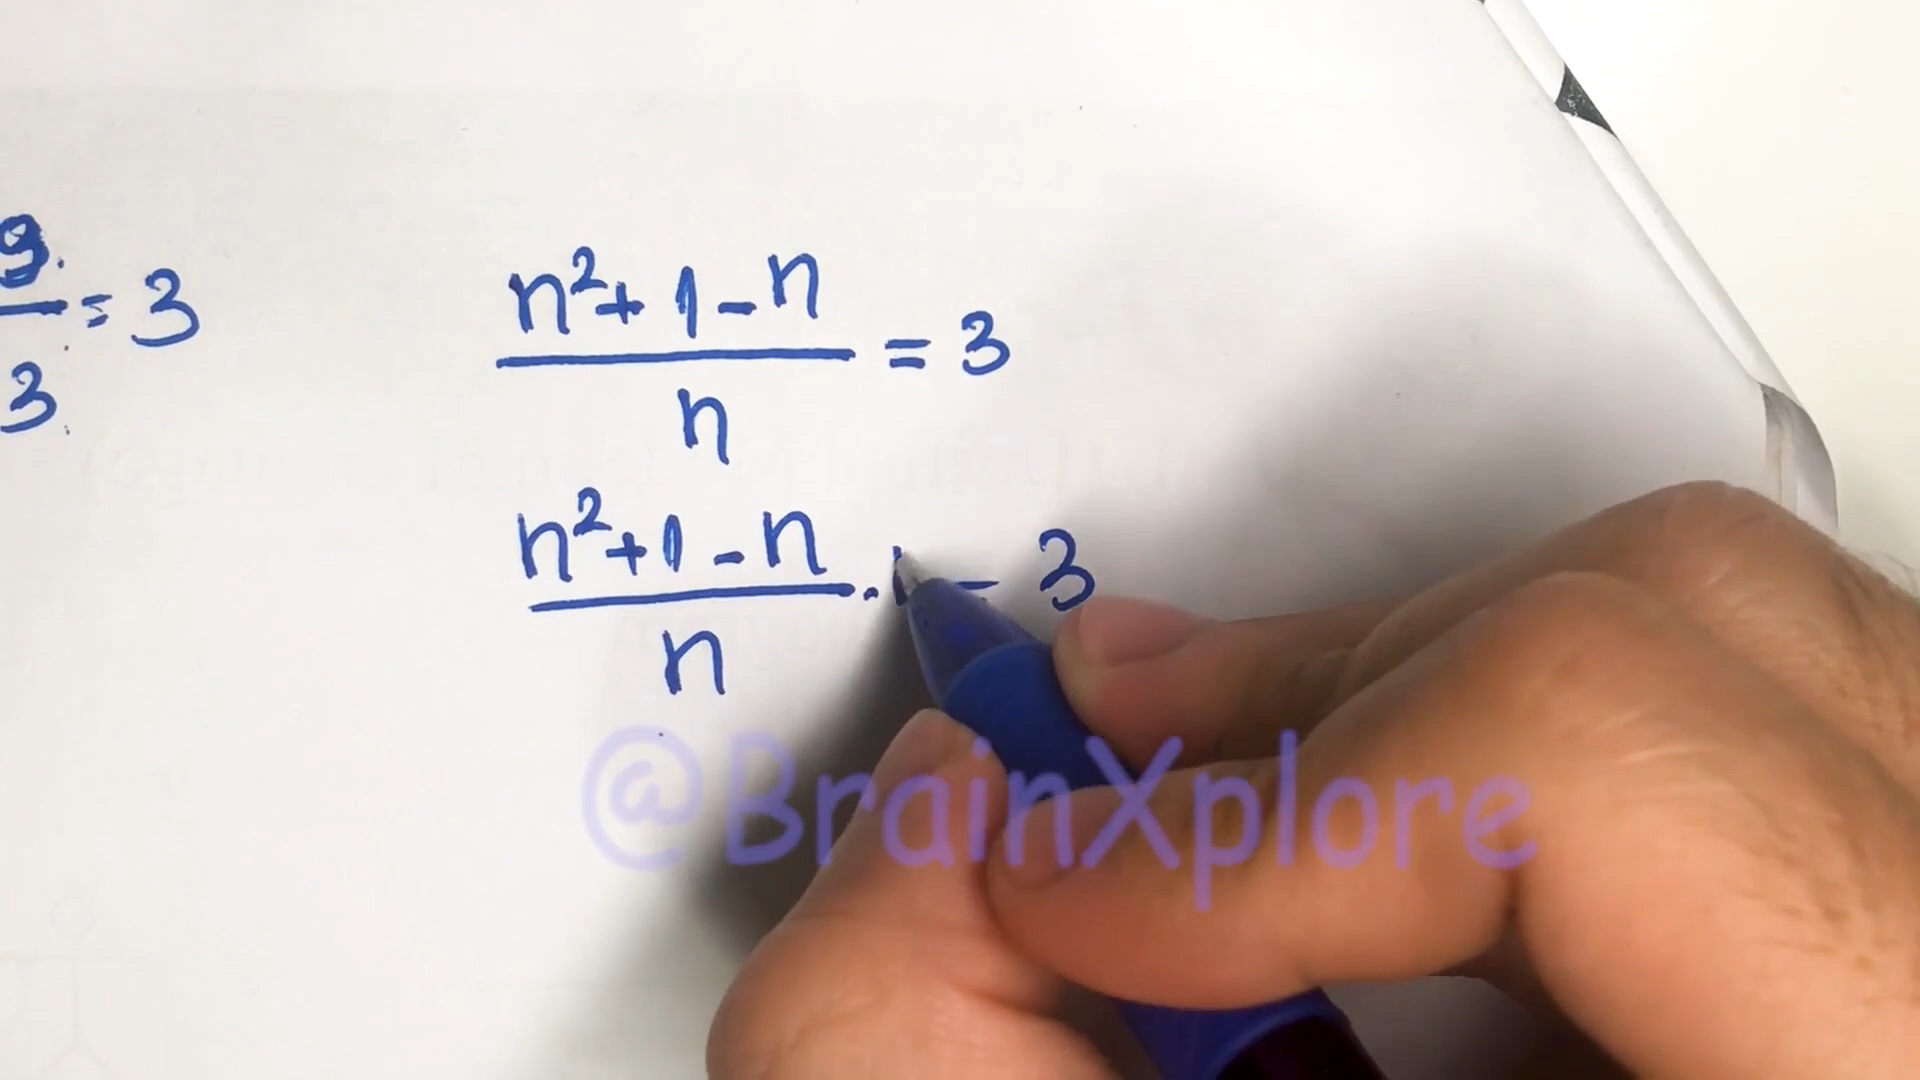 9/3 = 3
(n²+1-n)/n = 3
(n²+1-n)/n · = 3
@BrainXplore